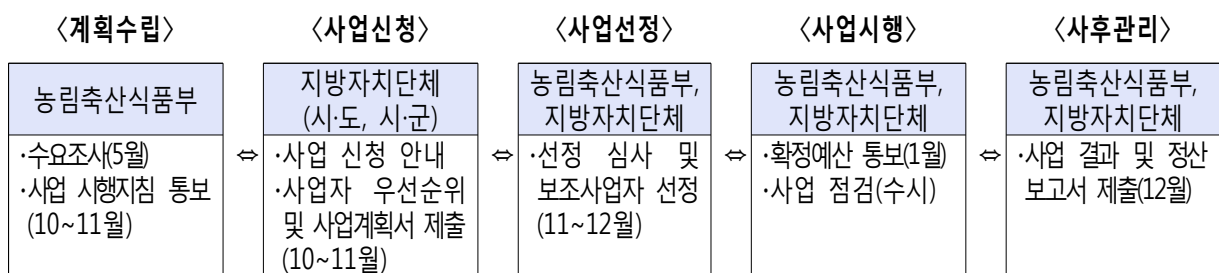 〈계획수립〉
농림축산식품부
·수요조사(5월)
·사업 시행지침 통보
(10~11월)
⇔
〈사업신청〉
지방자치단체
(시·도, 시·군)
·사업 신청 안내
·사업자 우선순위
및 사업계획서 제출
(10~11월)
⇔
〈사업선정〉
농림축산식품부,
지방자치단체
·선정 심사 및
보조사업자 선정
(11~12월)
⇔
〈사업시행〉
농림축산식품부,
지방자치단체
·확정예산 통보(1월)
·사업 점검(수시)
⇔
〈사후관리〉
농림축산식품부,
지방자치단체
·사업 결과 및 정산
보고서 제출(12월)